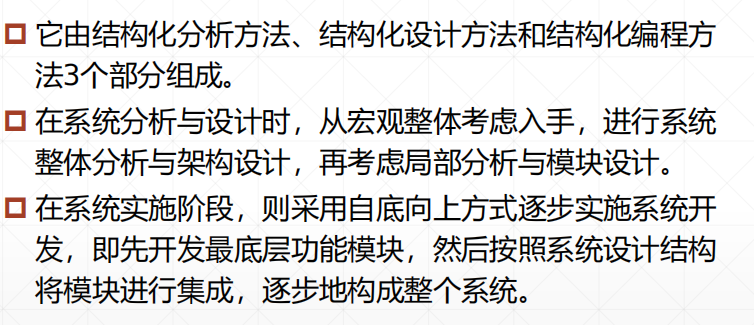 它由结构化分析方法、结构化设计方法和结构化编程方
法3个部分组成。
在系统分析与设计时，从宏观整体考虑入手，进行系统
整体分析与架构设计，再考虑局部分析与模块设计。
在系统实施阶段，则采用自底向上方式逐步实施系统开
发，即先开发最底层功能模块，然后按照系统设计结构
将模块进行集成，逐步地构成整个系统。